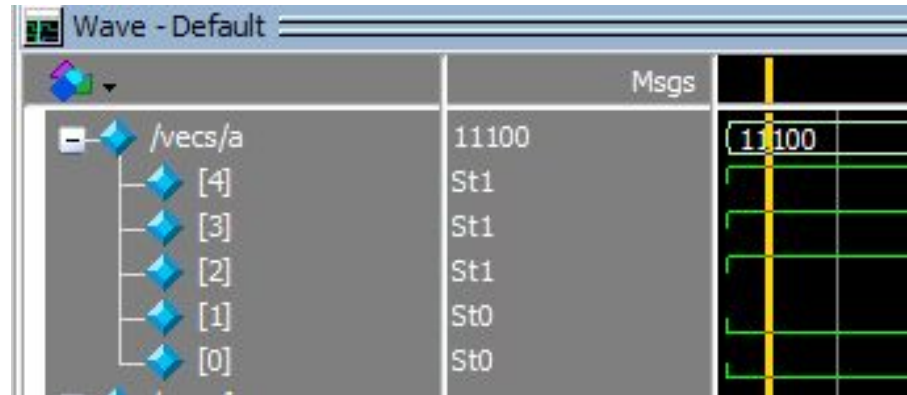 Wave - Default
Msgs
/vecs/a 11100 11100
[4] St1
[3] St1
[2] St1
[1] St0
[0] St0